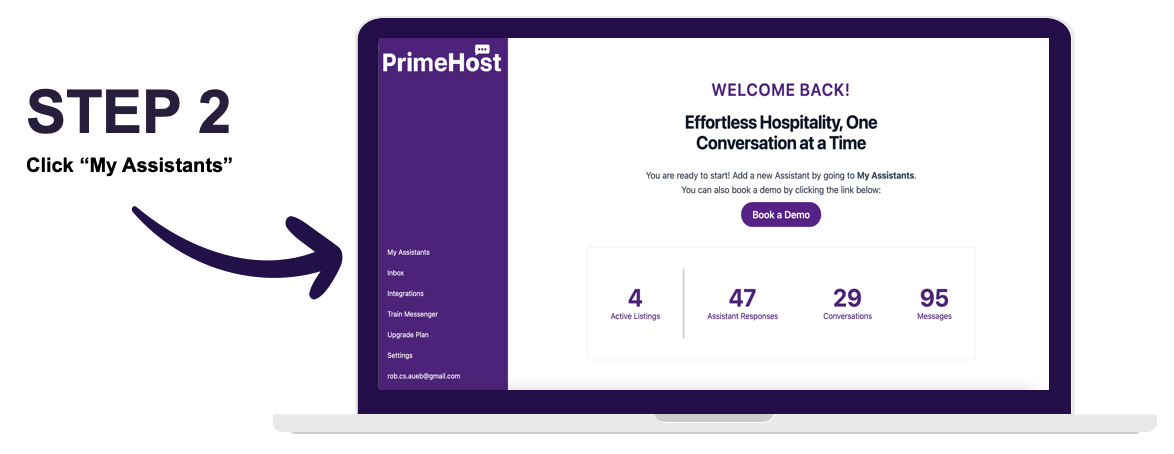 STEP 2
Click “My Assistants”
PrimeHost
My Assistants
Inbox
Integrations
Train Messenger
Upgrade Plan
Settings
rob.cs.aueb@gmail.com
WELCOME BACK!
Effortless Hospitality, One
Conversation at a Time
You are ready to start! Add a new Assistant by going to My Assistants.
You can also book a demo by clicking the link below:
Book a Demo
4
Active Listings
47
Assistant Responses
29
Conversations
95
Messages